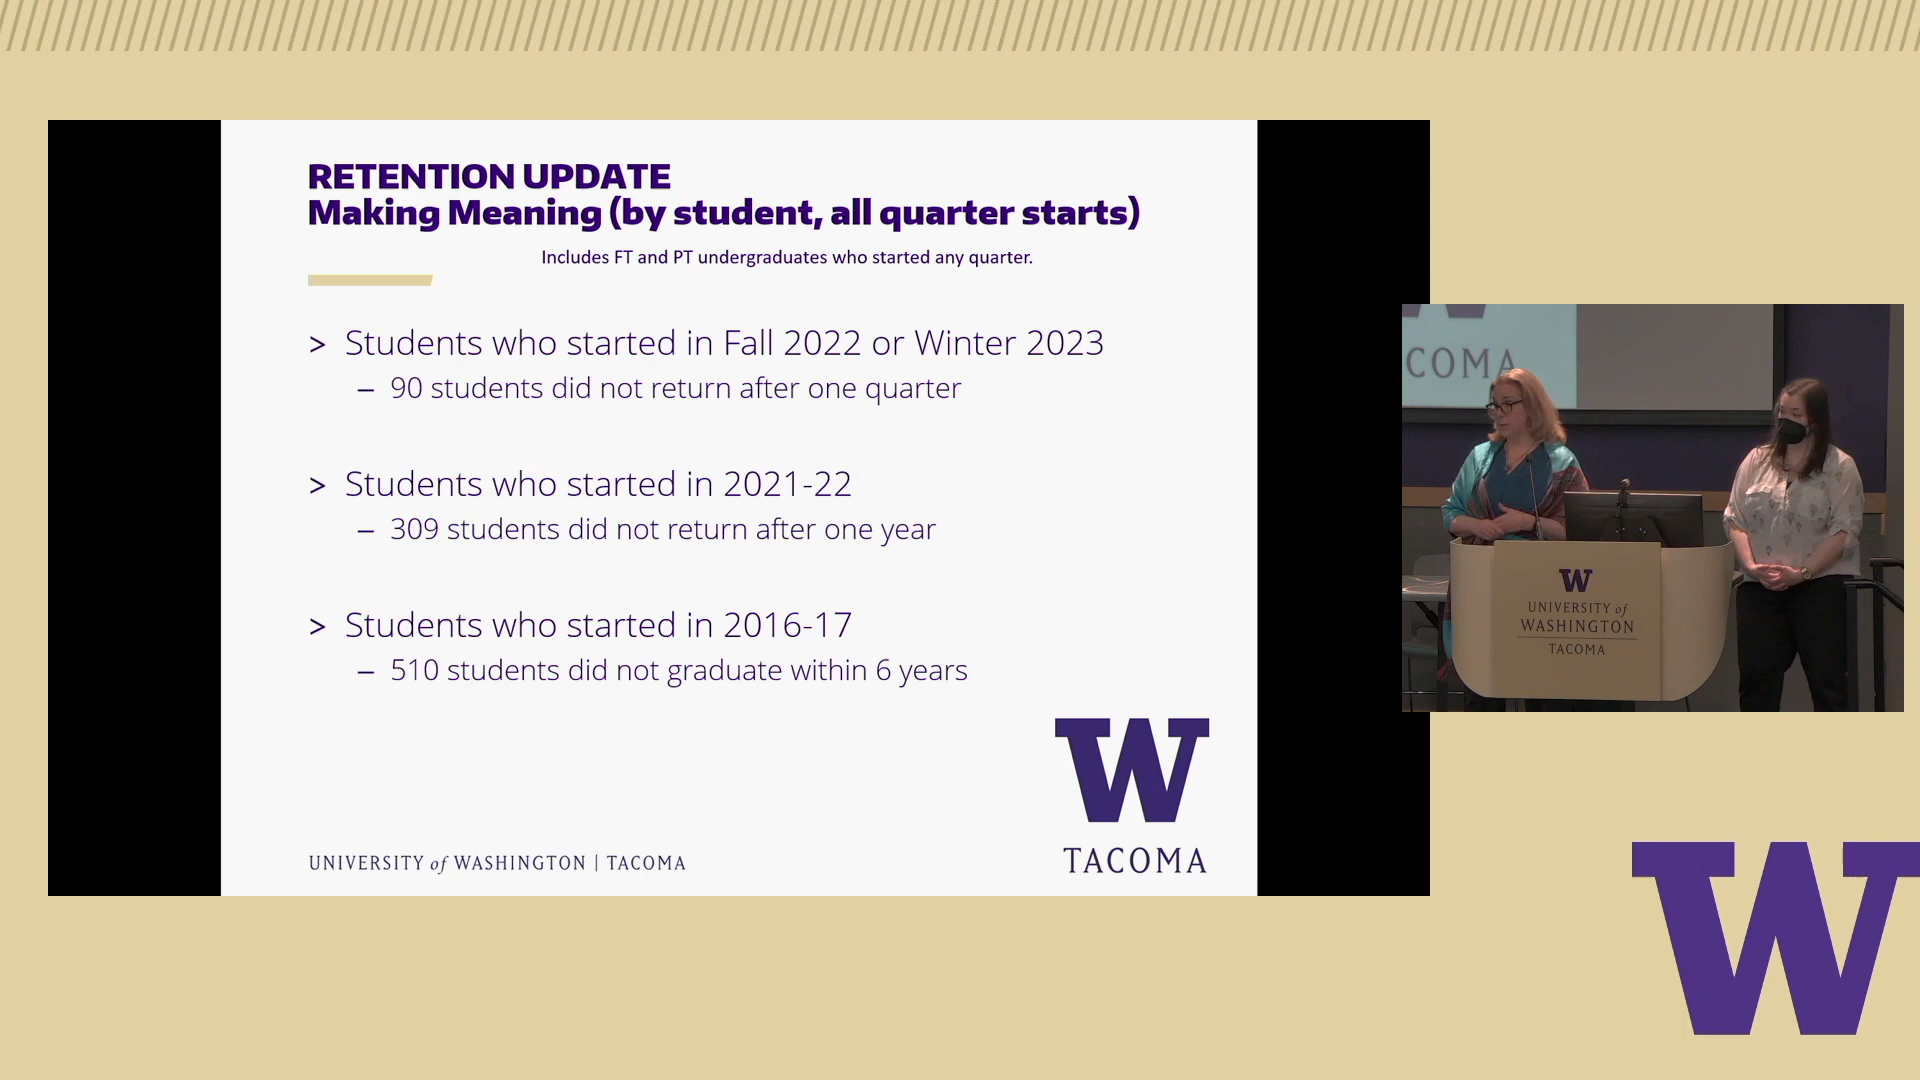 RETENTION UPDATE
Making Meaning (by student, all quarter starts)
Includes FT and PT undergraduates who started any quarter.
> Students who started in Fall 2022 or Winter 2023
– 90 students did not return after one quarter
> Students who started in 2021-22
– 309 students did not return after one year
> Students who started in 2016-17
– 510 students did not graduate within 6 years
W
TACOMA
UNIVERSITY of WASHINGTON | TACOMA
TACOMA
W
UNIVERSITY of
WASHINGTON
TACOMA
W